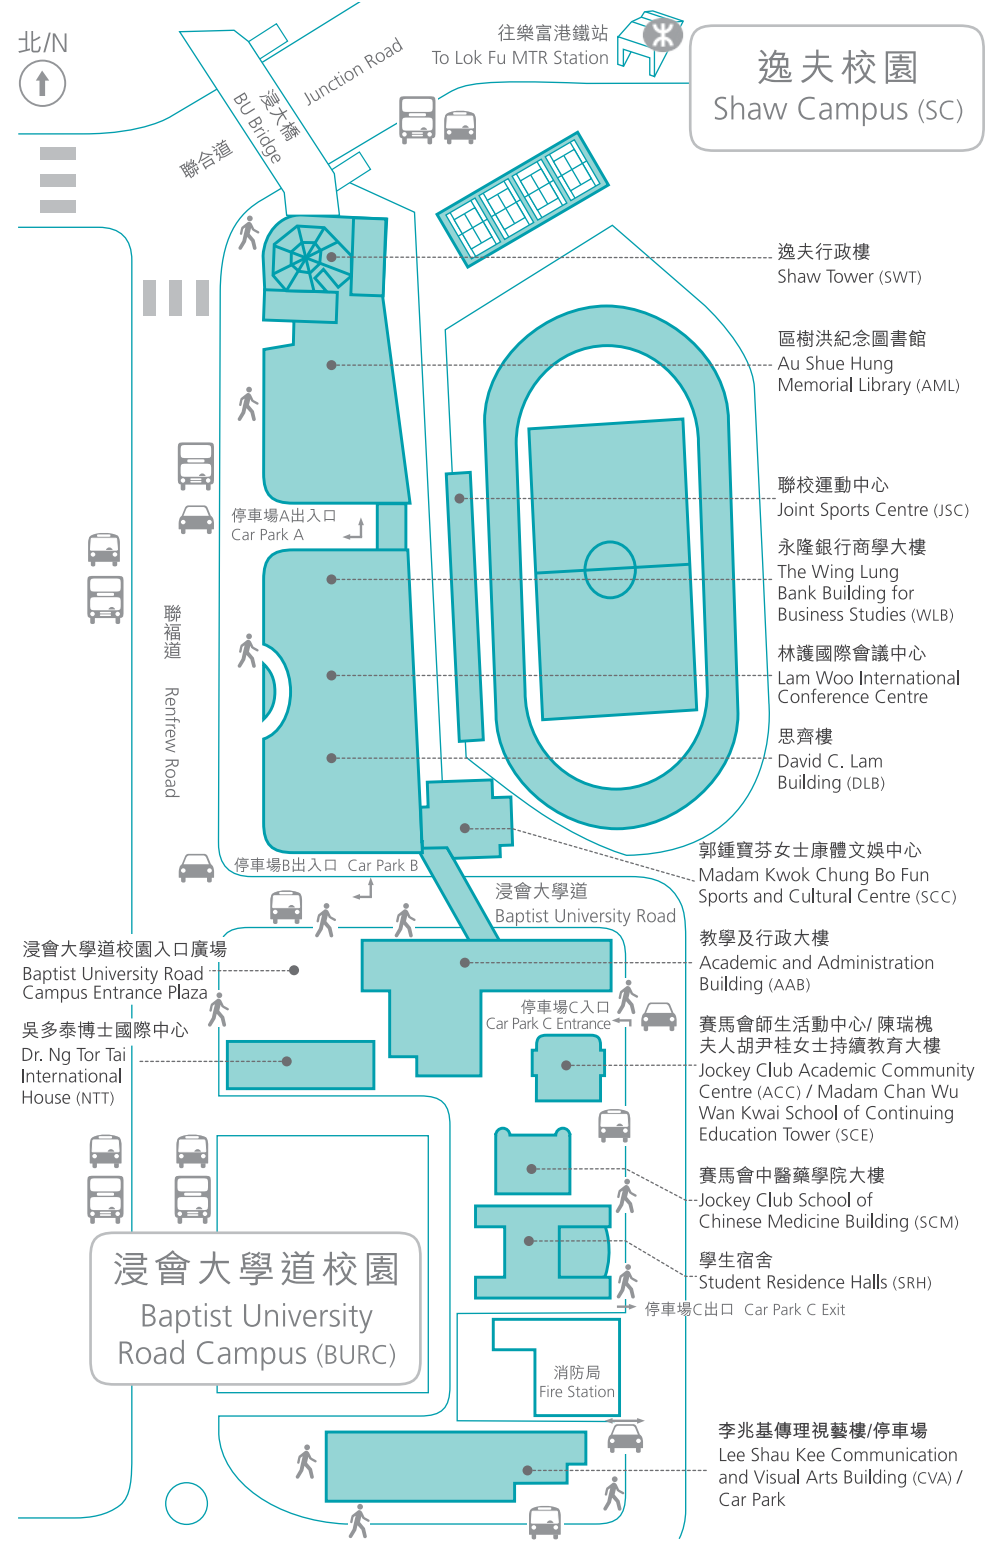 北/N
往樂富港鐵站
To Lok Fu MTR Station
逸夫校園
Shaw Campus (SC)
Junction Road
浸大橋
BU Bridge
聯合道
逸夫行政樓
Shaw Tower (SWT)
區樹洪紀念圖書館
Au Shue Hung
Memorial Library (AML)
聯校運動中心
Joint Sports Centre (JSC)
停車場A出入口
Car Park A
永隆銀行商學大樓
The Wing Lung
Bank Building for
Business Studies (WLB)
聯福道 Renfrew Road
林護國際會議中心
Lam Woo International
Conference Centre
思齊樓
David C. Lam
Building (DLB)
郭鍾寶芬女士康體文娛中心
Madam Kwok Chung Bo Fun
Sports and Cultural Centre (SCC)
停車場B出入口 Car Park B
浸會大學道
Baptist University Road
浸會大學道校園入口廣場
Baptist University Road
Campus Entrance Plaza
教學及行政大樓
Academic and Administration
Building (AAB)
停車場C入口
Car Park C Entrance
吳多泰博士國際中心
Dr. Ng Tor Tai
International
House (NTT)
賽馬會師生活動中心/ 陳瑞槐
夫人胡尹桂女士持續教育大樓
Jockey Club Academic Community
Centre (ACC) / Madam Chan Wu
Wan Kwai School of Continuing
Education Tower (SCE)
賽馬會中醫藥學院大樓
Jockey Club School of
Chinese Medicine Building (SCM)
浸會大學道校園
Baptist University
Road Campus (BURC)
學生宿舍
Student Residence Halls (SRH)
停車場C出口 Car Park C Exit
消防局
Fire Station
李兆基傳理視藝樓/停車場
Lee Shau Kee Communication
and Visual Arts Building (CVA) /
Car Park